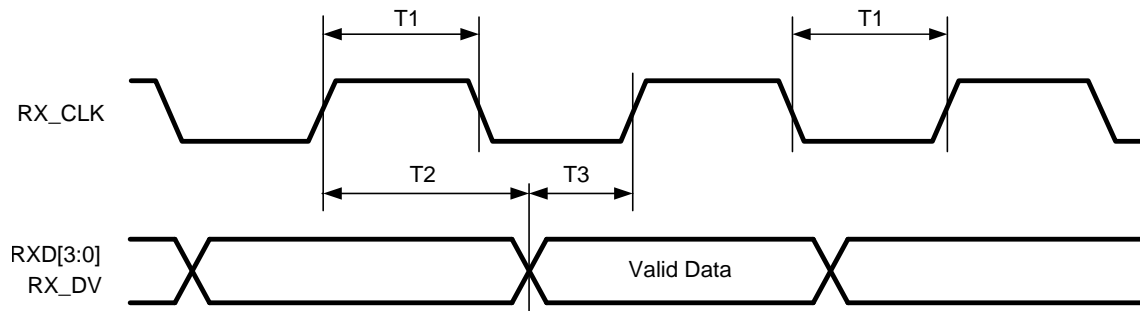 T1
T1
RX_CLK
T2
T3
RXD[3:0]
RX_DV
Valid Data